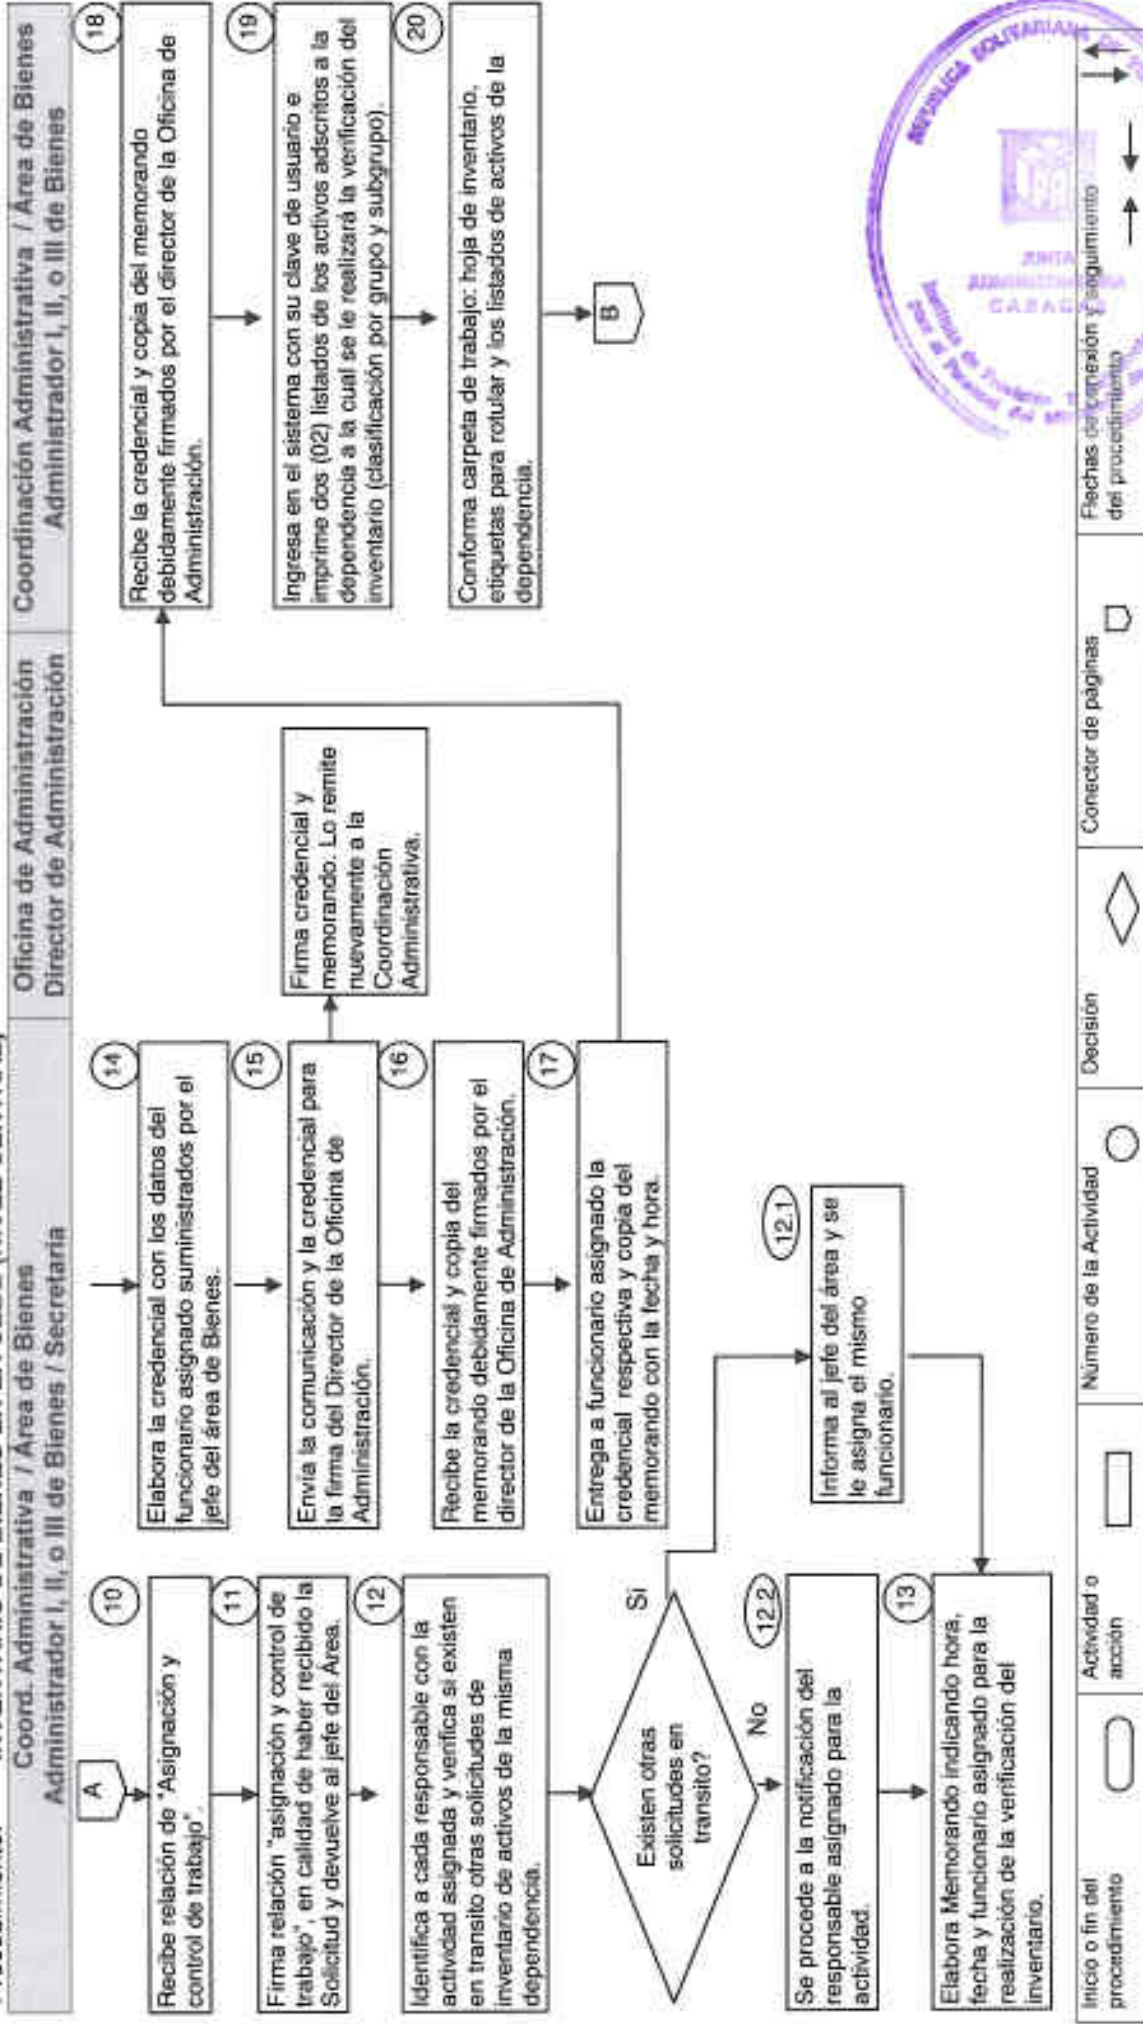 Coord. Administrativa / Área de Bienes
Administrador I, II, o III de Bienes / Secretaria
Oficina de Administración
Director de Administración
Coordinación Administrativa / Área de Bienes
Administrador I, II, o III de Bienes
A
10
Recibe relación de "Asignación y
control de trabajo".
11
Firma relación "asignación y control de
trabajo", en calidad de haber recibido la
Solicitud y devuelve al jefe del Área.
12
Identifica a cada responsable con la
actividad asignada y verifica si existen
en transito otras solicitudes de
inventario de activos de la misma
dependencia.
Existen otras
solicitudes en
transito?
Si
No
12.1
Informa al jefe del área y se
le asigna el mismo
funcionario.
12.2
Se procede a la notificación del
responsable asignado para la
actividad.
13
Elabora Memorando indicando hora,
fecha y funcionario asignado para la
realización de la verificación del
inventario.
14
Elabora la credencial con los datos del
funcionario asignado suministrados por el
jefe del área de Bienes.
15
Envía la comunicación y la credencial para
la firma del Director de la Oficina de
Administración.
Firma credencial y
memorando. Lo remite
nuevamente a la
Coordinación
Administrativa.
16
Recibe la credencial y copia del
memorando debidamente firmados por el
director de la Oficina de Administración.
17
Entrega a funcionario asignado la
credencial respectiva y copia del
memorando con la fecha y hora.
18
Recibe la credencial y copia del memorando
debidamente firmados por el director de la Oficina de
Administración.
19
Ingresa en el sistema con su clave de usuario e
imprime dos (02) listados de los activos adscritos a la
dependencia a la cual se le realizará la verificación del
inventario (clasificación por grupo y subgrupo).
20
Conforma carpeta de trabajo: hoja de inventario,
etiquetas para rotular y los listados de activos de la
dependencia.
B
REPUBLICA BOLIVARIANA DE
JUNTA
ADMINISTRADORA
CARACAS
Inicio o fin del
procedimiento
Actividad o
acción
Número de la Actividad
Decisión
Conector de páginas
Flechas de conexión y seguimiento
del procedimiento